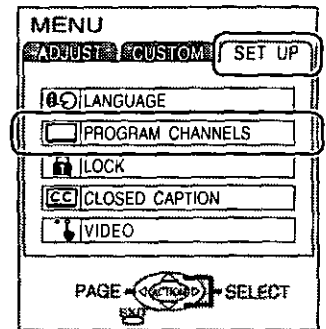 MENU
ADJUST CUSTOM SET UP
LANGUAGE
PROGRAM CHANNELS
LOCK
CC CLOSED CAPTION
VIDEO
PAGE ACTION SELECT
EXIT